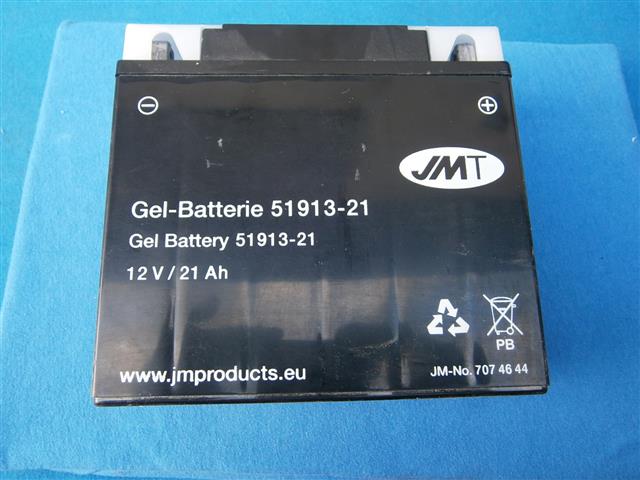 JMT
Gel-Batterie 51913-21
Gel Battery 51913-21
12 V / 21 Ah
PB
www.jmproducts.eu
JM-No. 707 46 44